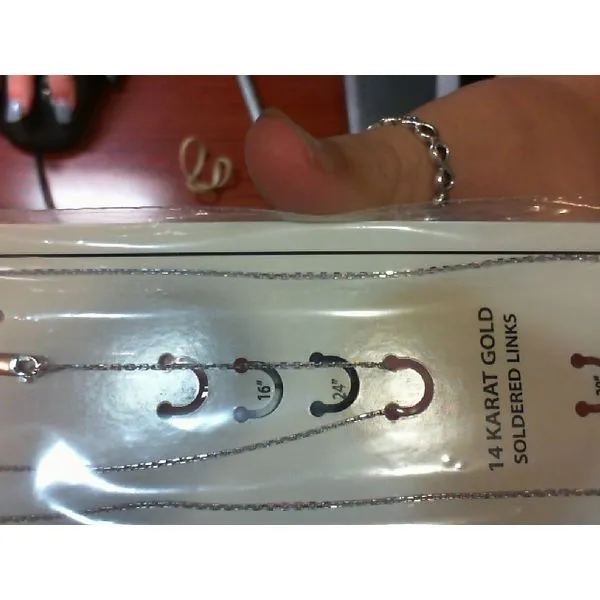 14 KARAT GOLD
SOLDERED LINKS
16"
24"